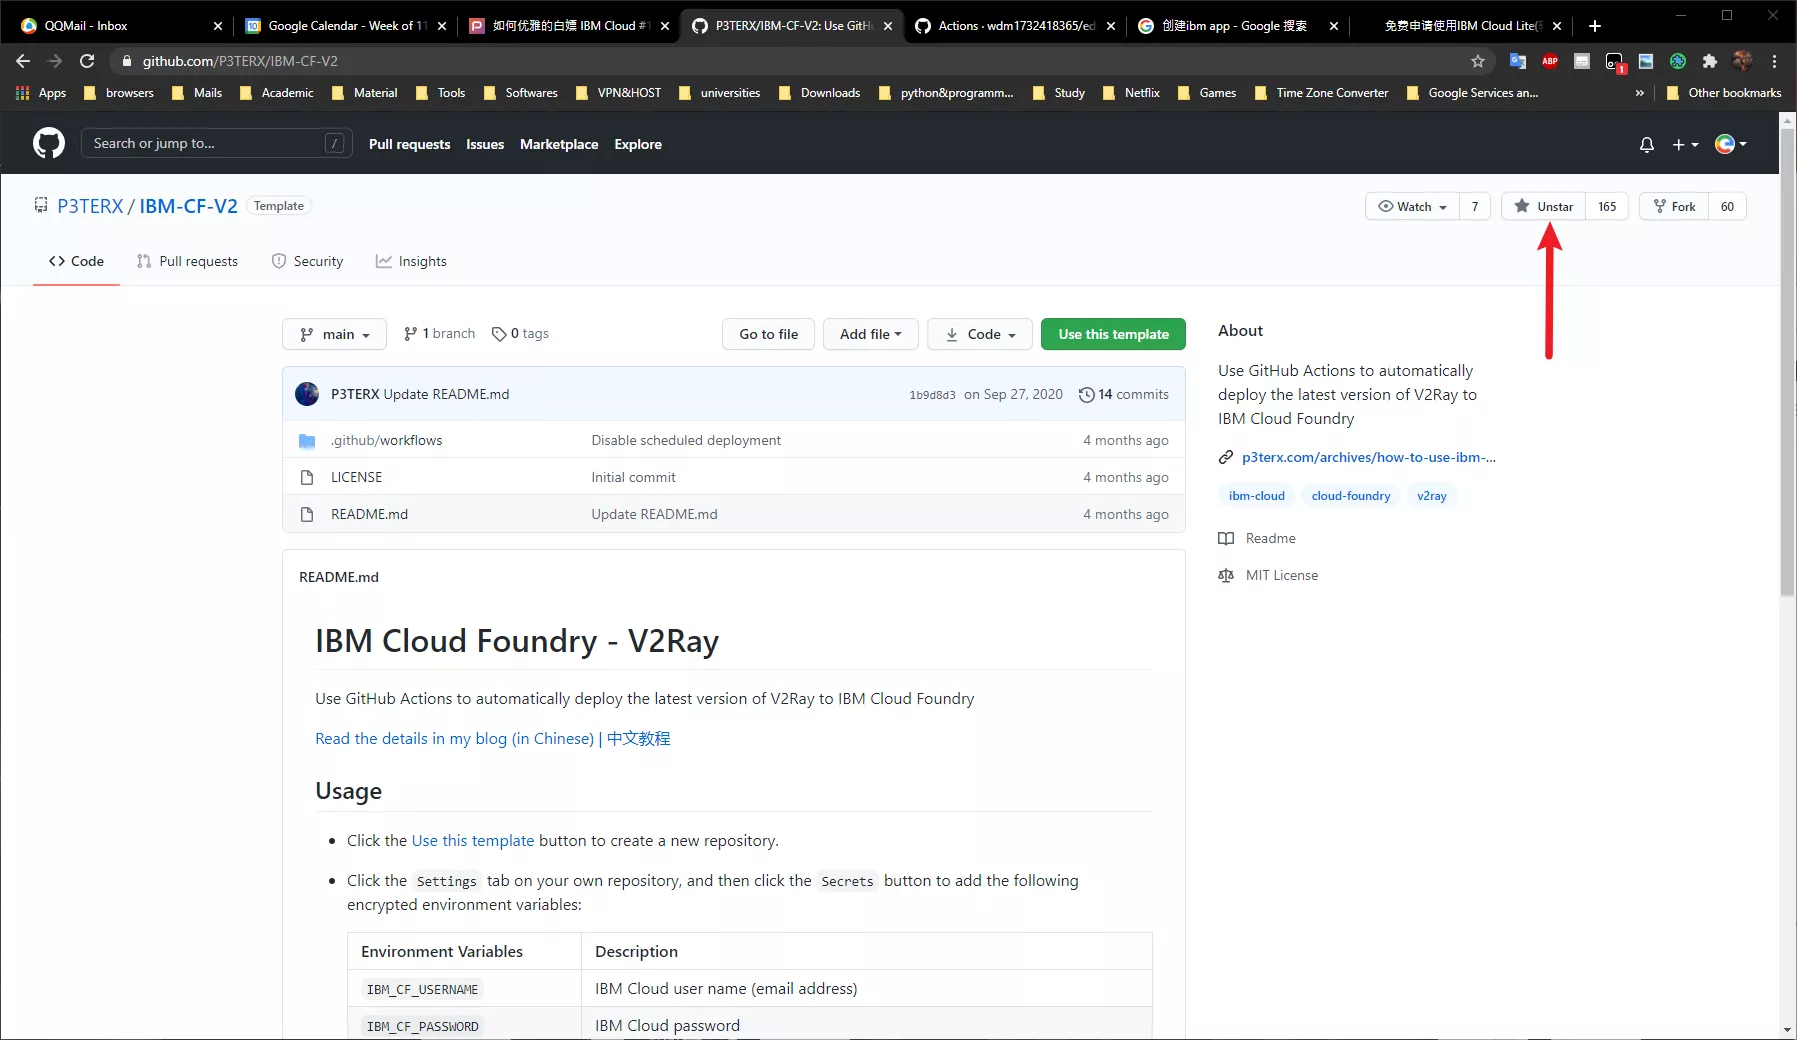 QQMail - Inbox
Google Calendar - Week of 11
如何优雅的白嫖 IBM Cloud #1
P3TERX/IBM-CF-V2: Use GitH
Actions · wdm1732418365/ed
创建ibm app - Google 搜索
免费申请使用IBM Cloud Lite(
github.com/P3TERX/IBM-CF-V2
ABP
1
Apps
browsers
Mails
Academic
Material
Tools
Softwares
VPN&HOST
universities
Downloads
python&programm...
Study
Netflix
Games
Time Zone Converter
Google Services an...
»
Other bookmarks
Search or jump to...
/
Pull requests
Issues
Marketplace
Explore
P3TERX / IBM-CF-V2
Template
Watch
7
Unstar
165
Fork
60
Code
Pull requests
Security
Insights
main
1 branch
0 tags
Go to file
Add file
Code
Use this template
P3TERX Update README.md
1b9d8d3 on Sep 27, 2020
14 commits
.github/workflows
Disable scheduled deployment
4 months ago
LICENSE
Initial commit
4 months ago
README.md
Update README.md
4 months ago
About
Use GitHub Actions to automatically
deploy the latest version of V2Ray to
IBM Cloud Foundry
p3terx.com/archives/how-to-use-ibm-...
ibm-cloud
cloud-foundry
v2ray
Readme
MIT License
README.md
IBM Cloud Foundry - V2Ray
Use GitHub Actions to automatically deploy the latest version of V2Ray to IBM Cloud Foundry
Read the details in my blog (in Chinese) | 中文教程
Usage
• Click the Use this template button to create a new repository.
• Click the Settings tab on your own repository, and then click the Secrets button to add the following
encrypted environment variables:
Environment Variables
Description
IBM_CF_USERNAME
IBM Cloud user name (email address)
IBM_CF_PASSWORD
IBM Cloud password